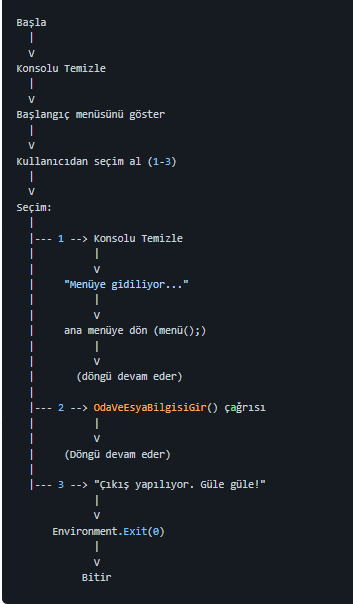 Başla
|
v
Konsolu Temizle
|
v
Başlangıç menüsünü göster
|
v
Kullanıcıdan seçim al (1-3)
|
v
Seçim:
|
|--- 1 --> Konsolu Temizle
| |
| v
| "Menüye gidiliyor..."
| |
| v
| ana menüye dön (menü();)
| |
| v
| (döngü devam eder)
|
|--- 2 --> OdaVeEsyaBilgisiGir() çağrısı
| |
| v
| (Döngü devam eder)
|
|--- 3 --> "Çıkış yapılıyor. Güle güle!"
|
v
Environment.Exit(0)
|
v
Bitir